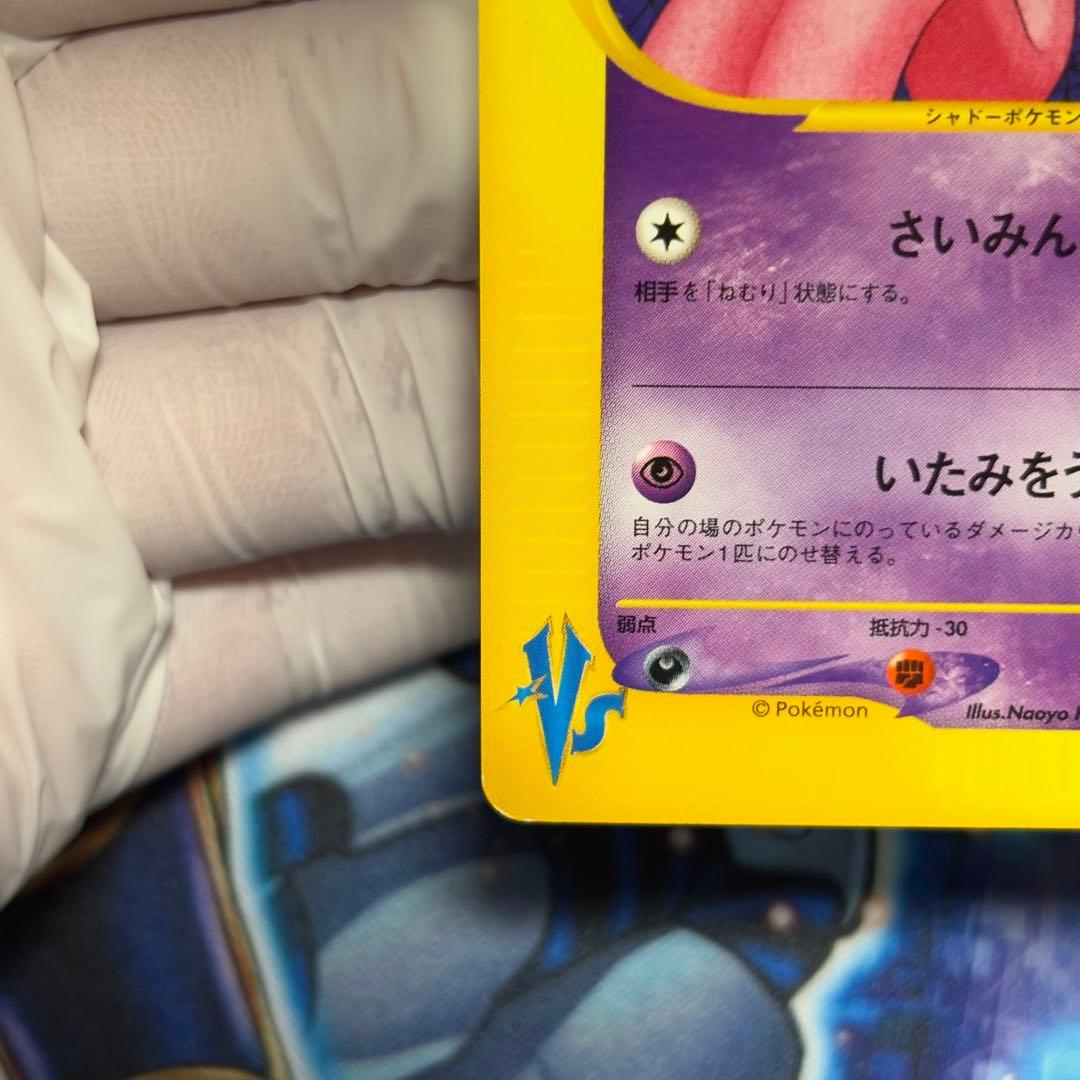 シャドーポケモン
さいみん
相手を「ねむり」状態にする。
いたみをう
自分の場のポケモンにのっているダメージカ
ポケモン1匹にのせ替える。
弱点
抵抗力 -30
© Pokémon
Illus.Naoyo
VS